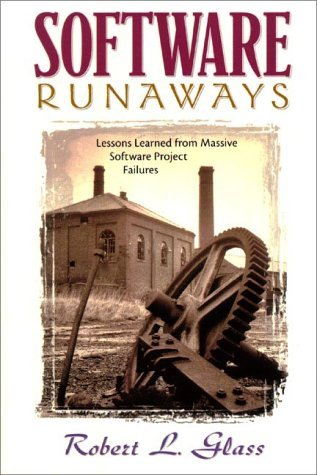 SOFTWARE
RUNAWAYS
Lessons Learned from Massive
Software Project
Failures
Robert L. Glass